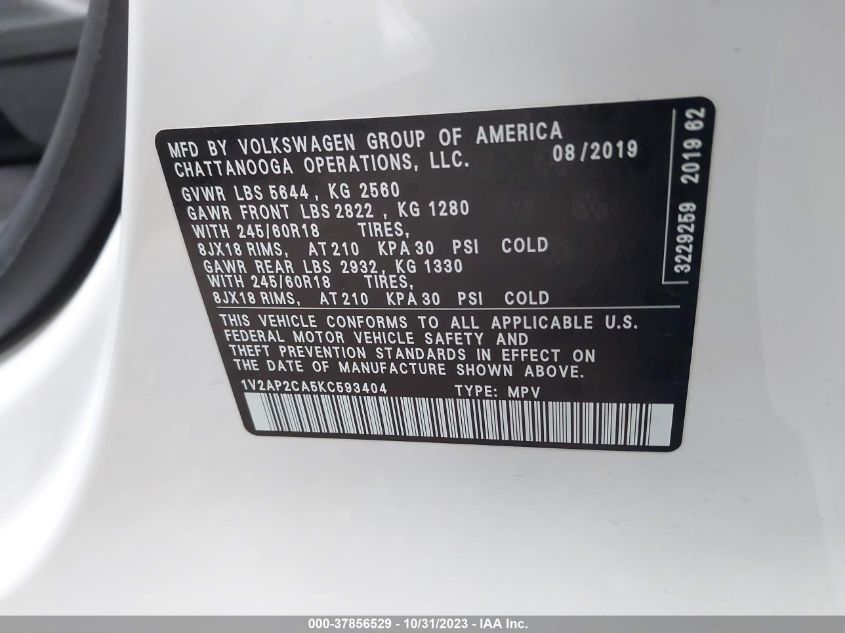 MFD BY VOLKSWAGEN GROUP OF AMERICA
CHATTANOOGA OPERATIONS, LLC. 08/2019
GVWR LBS 5644 , KG 2560
GAWR FRONT LBS 2822 , KG 1280
WITH 245/60R18 TIRES,
8JX18 RIMS, AT 210 KPA 30 PSI COLD
GAWR REAR LBS 2932, KG 1330
WITH 245/60R18 TIRES,
8JX18 RIMS, AT 210 KPA 30 PSI COLD
THIS VEHICLE CONFORMS TO ALL APPLICABLE U.S.
FEDERAL MOTOR VEHICLE SAFETY AND
THEFT PREVENTION STANDARDS IN EFFECT ON
THE DATE OF MANUFACTURE SHOWN ABOVE.
1V2AP2CA5KC593404 TYPE: MPV
3229259 2019 62
000-37856529 - 10/31/2023 - IAA Inc.